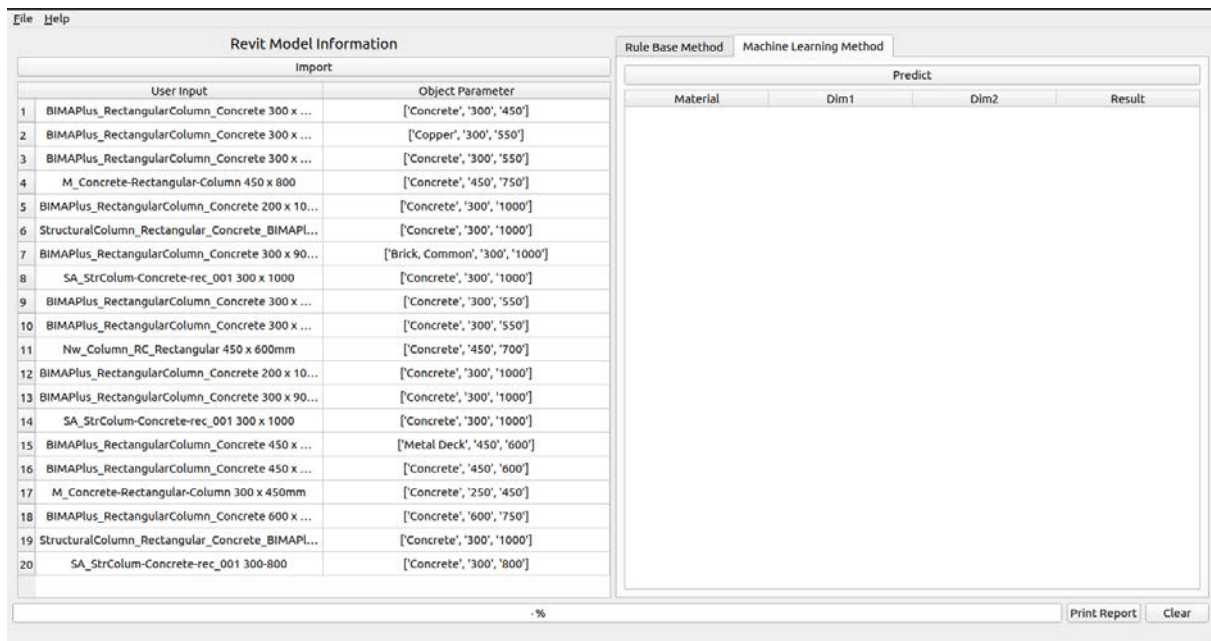 File Help
Revit Model Information
Import
User Input Object Parameter
1 BIMAPlus_RectangularColumn_Concrete 300 x ... ['Concrete', '300', '450']
2 BIMAPlus_RectangularColumn_Concrete 300 x ... ['Copper', '300', '550']
3 BIMAPlus_RectangularColumn_Concrete 300 x ... ['Concrete', '300', '550']
4 M_Concrete-Rectangular-Column 450 x 800 ['Concrete', '450', '750']
5 BIMAPlus_RectangularColumn_Concrete 200 x 10... ['Concrete', '300', '1000']
6 StructuralColumn_Rectangular_Concrete_BIMAPl... ['Concrete', '300', '1000']
7 BIMAPlus_RectangularColumn_Concrete 300 x 90... ['Brick, Common', '300', '1000']
8 SA_StrColum-Concrete-rec_001 300 x 1000 ['Concrete', '300', '1000']
9 BIMAPlus_RectangularColumn_Concrete 300 x ... ['Concrete', '300', '550']
10 BIMAPlus_RectangularColumn_Concrete 300 x ... ['Concrete', '300', '550']
11 Nw_Column_RC_Rectangular 450 x 600mm ['Concrete', '450', '700']
12 BIMAPlus_RectangularColumn_Concrete 200 x 10... ['Concrete', '300', '1000']
13 BIMAPlus_RectangularColumn_Concrete 300 x 90... ['Concrete', '300', '1000']
14 SA_StrColum-Concrete-rec_001 300 x 1000 ['Concrete', '300', '1000']
15 BIMAPlus_RectangularColumn_Concrete 450 x ... ['Metal Deck', '450', '600']
16 BIMAPlus_RectangularColumn_Concrete 450 x ... ['Concrete', '450', '600']
17 M_Concrete-Rectangular-Column 300 x 450mm ['Concrete', '250', '450']
18 BIMAPlus_RectangularColumn_Concrete 600 x ... ['Concrete', '600', '750']
19 StructuralColumn_Rectangular_Concrete_BIMAPl... ['Concrete', '300', '1000']
20 SA_StrColum-Concrete-rec_001 300-800 ['Concrete', '300', '800']
Rule Base Method Machine Learning Method
Predict
Material Dim1 Dim2 Result
-%
Print Report Clear